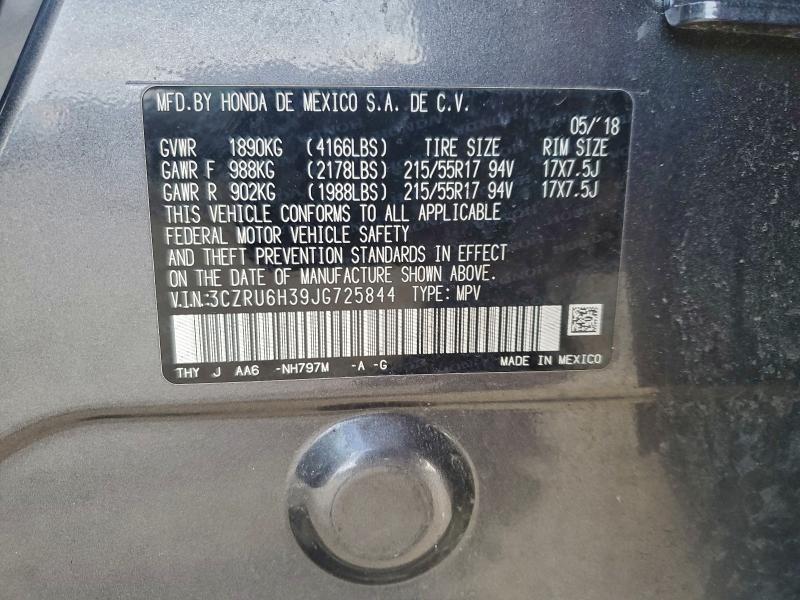 MFD.BY HONDA DE MEXICO S.A. DE C.V.
05/'18
GVWR 1890KG (4166LBS) TIRE SIZE RIM SIZE
GAWR F 988KG (2178LBS) 215/55R17 94V 17X7.5J
GAWR R 902KG (1988LBS) 215/55R17 94V 17X7.5J
THIS VEHICLE CONFORMS TO ALL APPLICABLE
FEDERAL MOTOR VEHICLE SAFETY
AND THEFT PREVENTION STANDARDS IN EFFECT
ON THE DATE OF MANUFACTURE SHOWN ABOVE.
V.I.N:3CZRU6H39JG725844 TYPE: MPV
THY J AA6 -NH797M -A -G MADE IN MEXICO